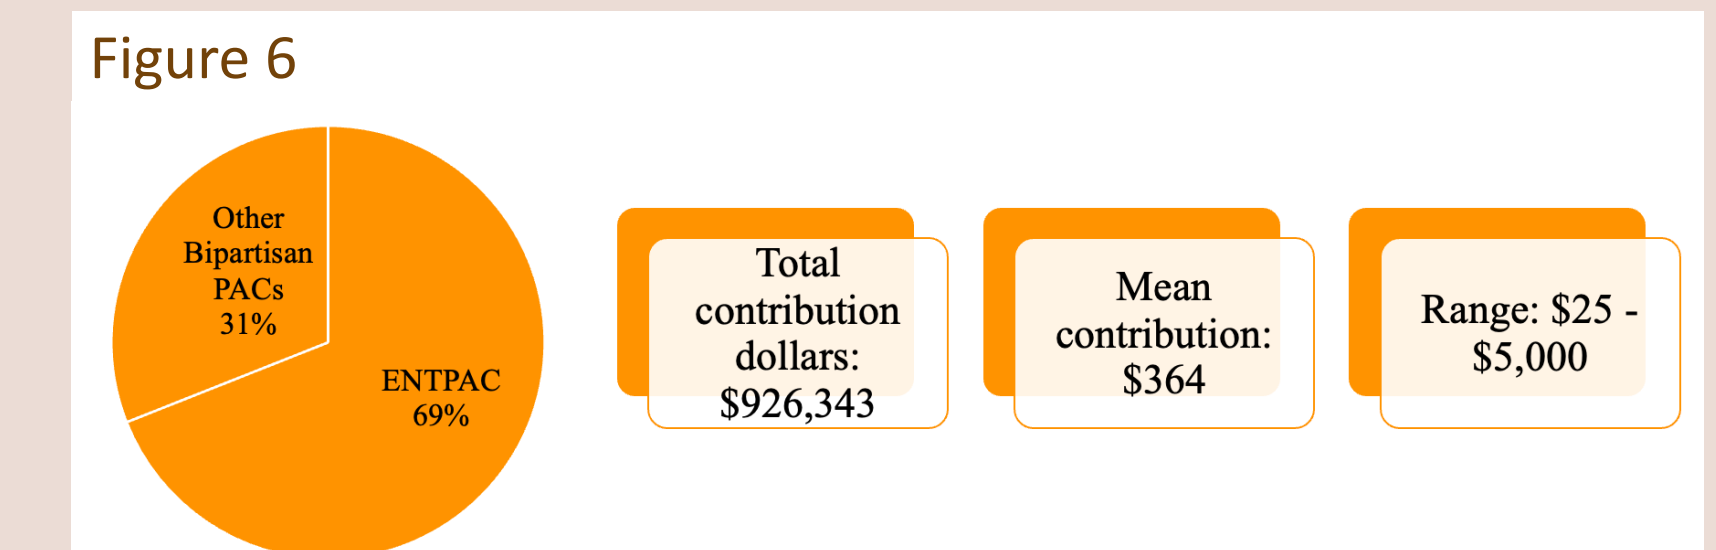 Figure 6
Other
Bipartisan
PACs
31%
ENTPAC
69%
Total
contribution
dollars:
$926,343
Mean
contribution:
$364
Range: $25 -
$5,000